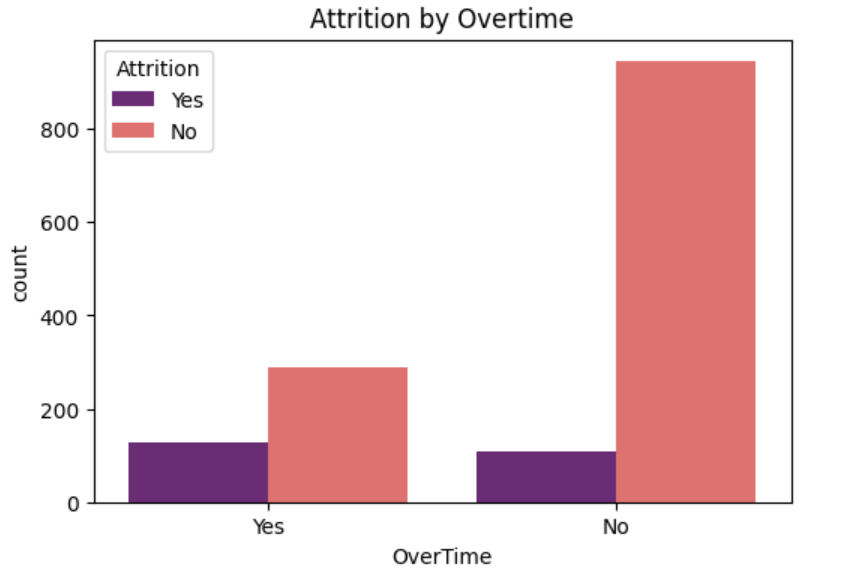 Attrition by Overtime
Attrition
Yes
No
800
600
400
200
0
count
Yes No
OverTime